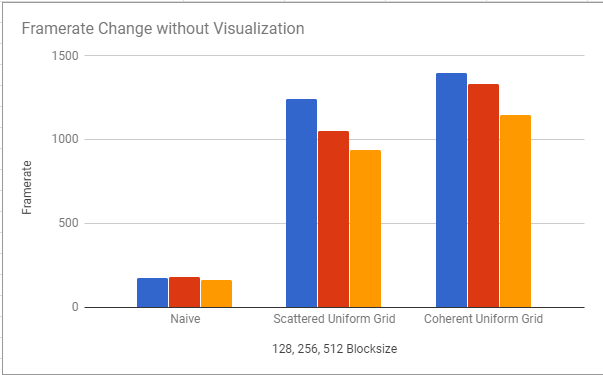 Framerate Change without Visualization
1500
1000
500
0
Framerate
Naive
Scattered Uniform Grid
Coherent Uniform Grid
128, 256, 512 Blocksize